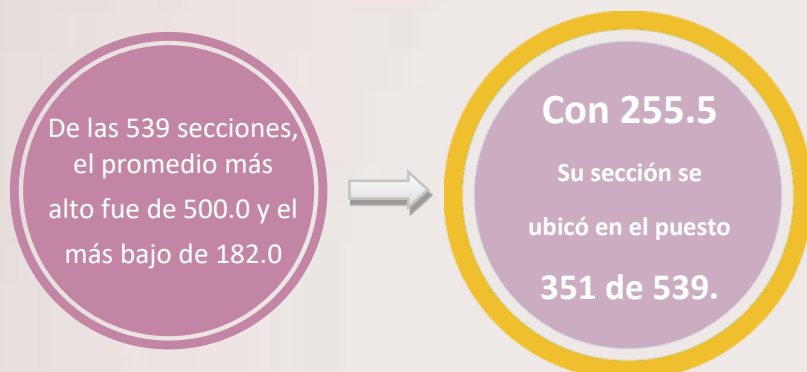 De las 539 secciones,
el promedio más
alto fue de 500.0 y el
más bajo de 182.0
Con 255.5
Su sección se
ubicó en el puesto
351 de 539.